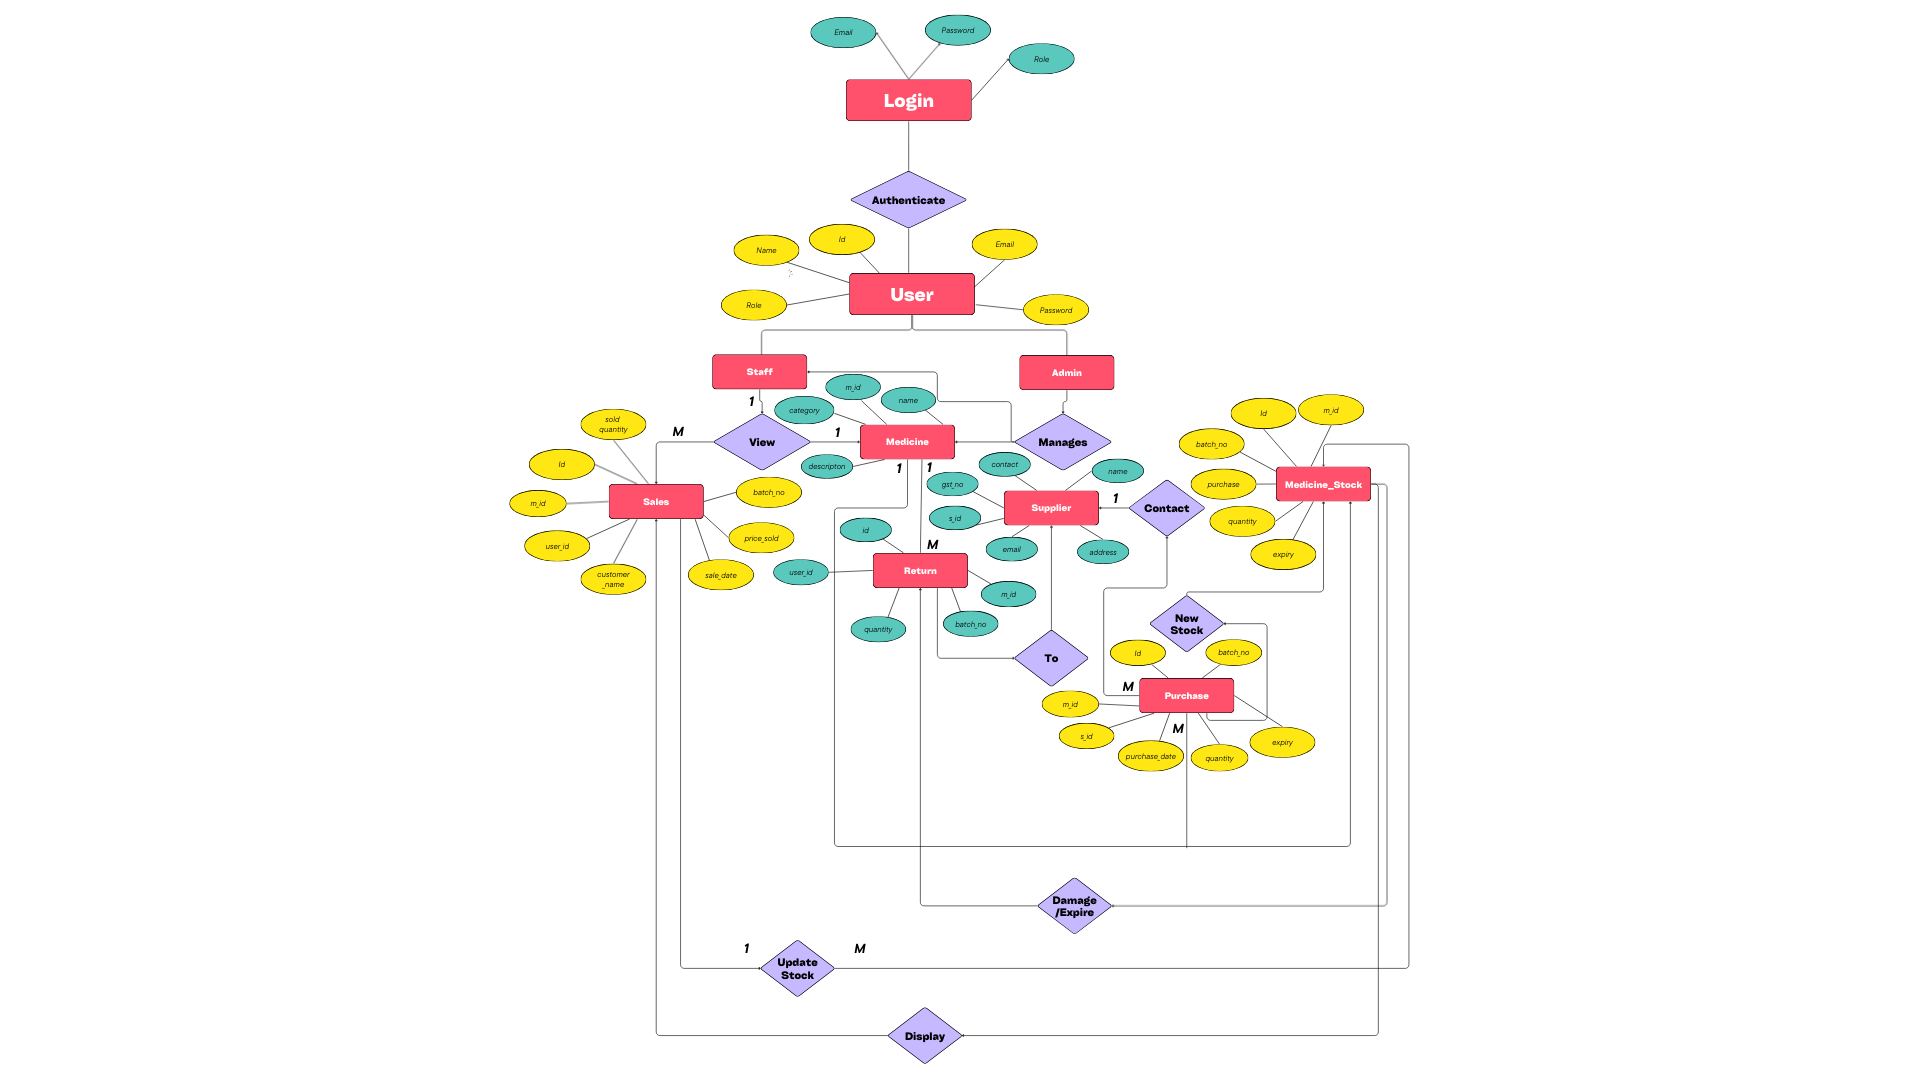 Email
Password
Role
Login
Authenticate
Name
Id
Email
User
Role
Password
Staff
Admin
m_id
name
category
1
View
M
1
Medicine
Manages
descripton
1
1
sold
quantity
Id
m_id
Sales
batch_no
price_sold
user_id
customer
_name
sale_date
contact
name
gst_no
s_id
Supplier
1
Contact
email
address
Id
m_id
batch_no
purchase
Medicine_Stock
quantity
expiry
id
M
user_id
Return
m_id
quantity
batch_no
To
New
Stock
Id
batch_no
M
Purchase
m_id
s_id
M
purchase_date
quantity
expiry
Damage
/Expire
1
M
Update
Stock
Display